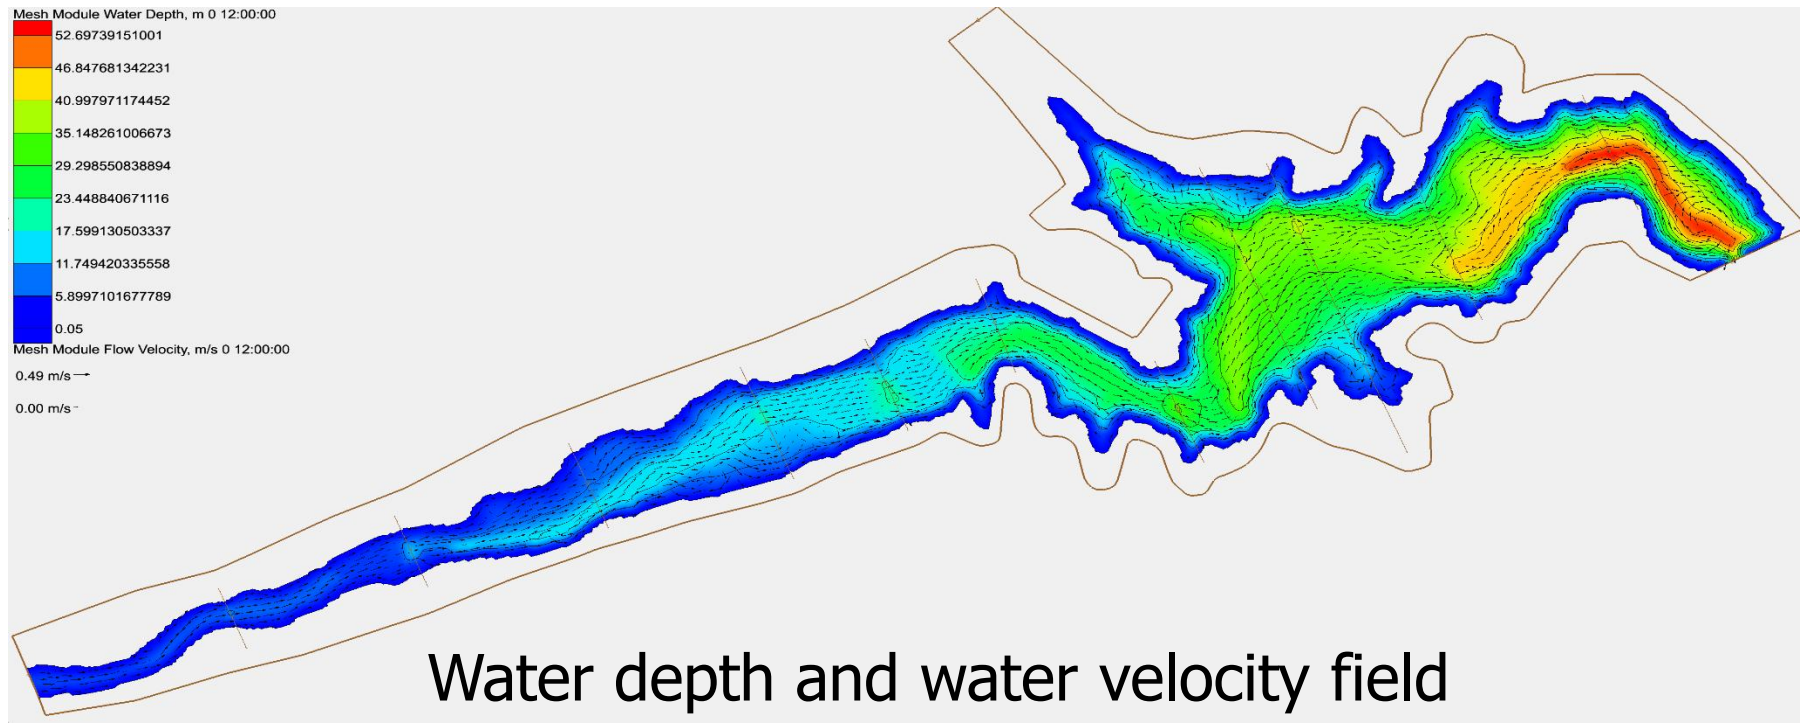 Mesh Module Water Depth, m 0 12:00:00
52.69739151001
46.847681342231
40.997971174452
35.148261006673
29.298550838894
23.448840671116
17.599130503337
11.749420335558
5.8997101677789
0.05
Mesh Module Flow Velocity, m/s 0 12:00:00
0.49 m/s
0.00 m/s
Water depth and water velocity field